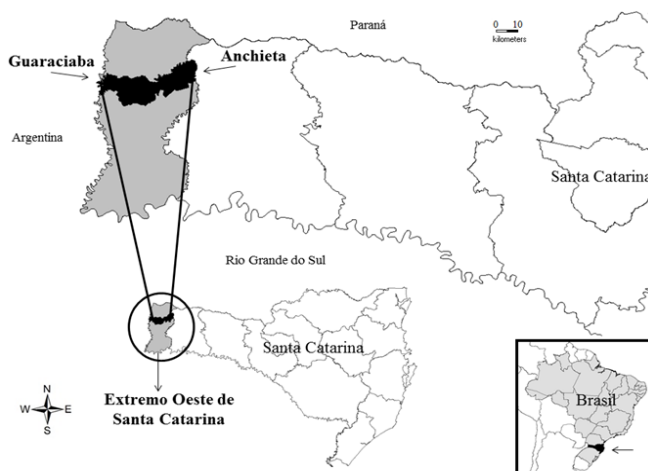 Paraná
0 10
kilometers
Guaraciaba
Anchieta
Argentina
Santa Catarina
Rio Grande do Sul
Santa Catarina
Extremo Oeste de
Santa Catarina
N
W E
S
Brasil